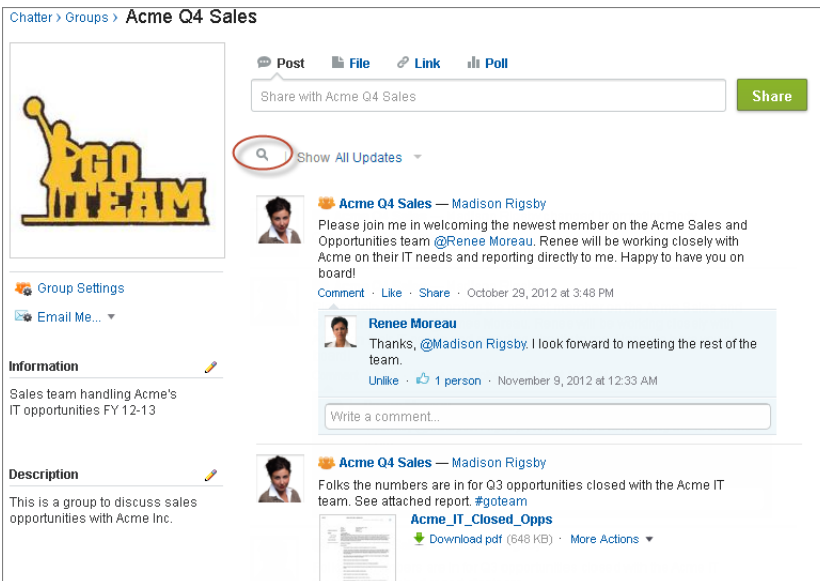 Chatter › Groups › Acme Q4 Sales
GO
TEAM
Group Settings
Email Me...
Information
Sales team handling Acme's
IT opportunities FY 12-13
Description
This is a group to discuss sales
opportunities with Acme Inc.
Post File Link Poll
Share with Acme Q4 Sales
Share
Show All Updates
Acme Q4 Sales — Madison Rigsby
Please join me in welcoming the newest member on the Acme Sales and
Opportunities team @Renee Moreau. Renee will be working closely with
Acme on their IT needs and reporting directly to me. Happy to have you on
board!
Comment · Like · Share · October 29, 2012 at 3:48 PM
Renee Moreau
Thanks, @Madison Rigsby. I look forward to meeting the rest of the
team.
Unlike · 1 person · November 9, 2012 at 12:33 AM
Write a comment...
Acme Q4 Sales — Madison Rigsby
Folks the numbers are in for Q3 opportunities closed with the Acme IT
team. See attached report. #goteam
Acme_IT_Closed_Opps
Download pdf (648 KB) · More Actions